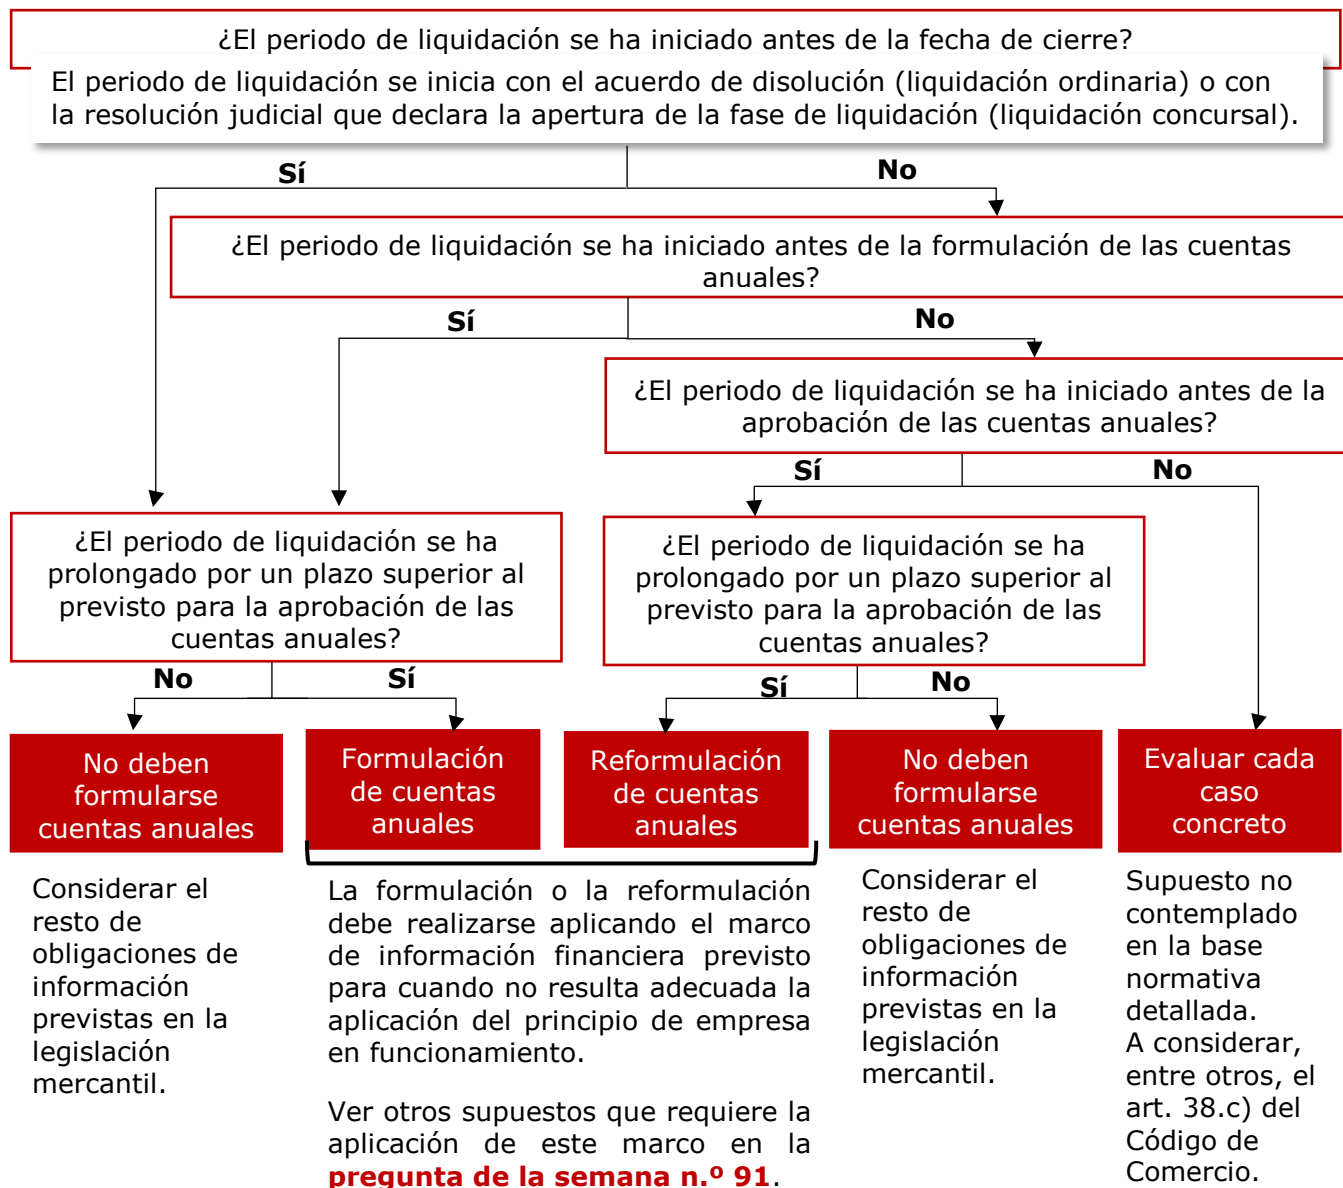 ¿El periodo de liquidación se ha iniciado antes de la fecha de cierre?
El periodo de liquidación se inicia con el acuerdo de disolución (liquidación ordinaria) o con
la resolución judicial que declara la apertura de la fase de liquidación (liquidación concursal).
Sí
No
¿El periodo de liquidación se ha iniciado antes de la formulación de las cuentas
anuales?
Sí
No
¿El periodo de liquidación se ha iniciado antes de la
aprobación de las cuentas anuales?
Sí
No
¿El periodo de liquidación se ha
prolongado por un plazo superior al
previsto para la aprobación de las
cuentas anuales?
¿El periodo de liquidación se ha
prolongado por un plazo superior al
previsto para la aprobación de las
cuentas anuales?
No
Sí
Sí
No
No deben
formularse
cuentas anuales
Formulación
de cuentas
anuales
Reformulación
de cuentas
anuales
No deben
formularse
cuentas anuales
Evaluar cada
caso
concreto
Considerar el
resto de
obligaciones de
información
previstas en la
legislación
mercantil.
La formulación o la reformulación
debe realizarse aplicando el marco
de información financiera previsto
para cuando no resulta adecuada la
aplicación del principio de empresa
en funcionamiento.
Ver otros supuestos que requiere la
aplicación de este marco en la
pregunta de la semana n.º 91.
Considerar el
resto de
obligaciones de
información
previstas en la
legislación
mercantil.
Supuesto no
contemplado
en la base
normativa
detallada.
A considerar,
entre otros, el
art. 38.c) del
Código de
Comercio.